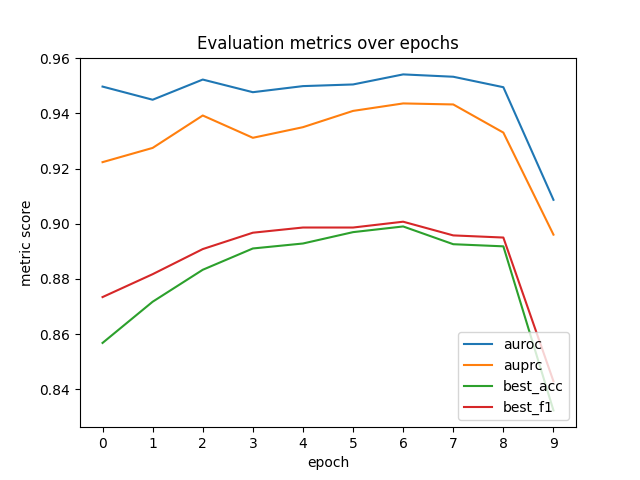 Evaluation metrics over epochs
metric score
0.96
0.94
0.92
0.90
0.88
0.86
0.84
auroc
auprc
best_acc
best_f1
0 1 2 3 4 5 6 7 8 9
epoch